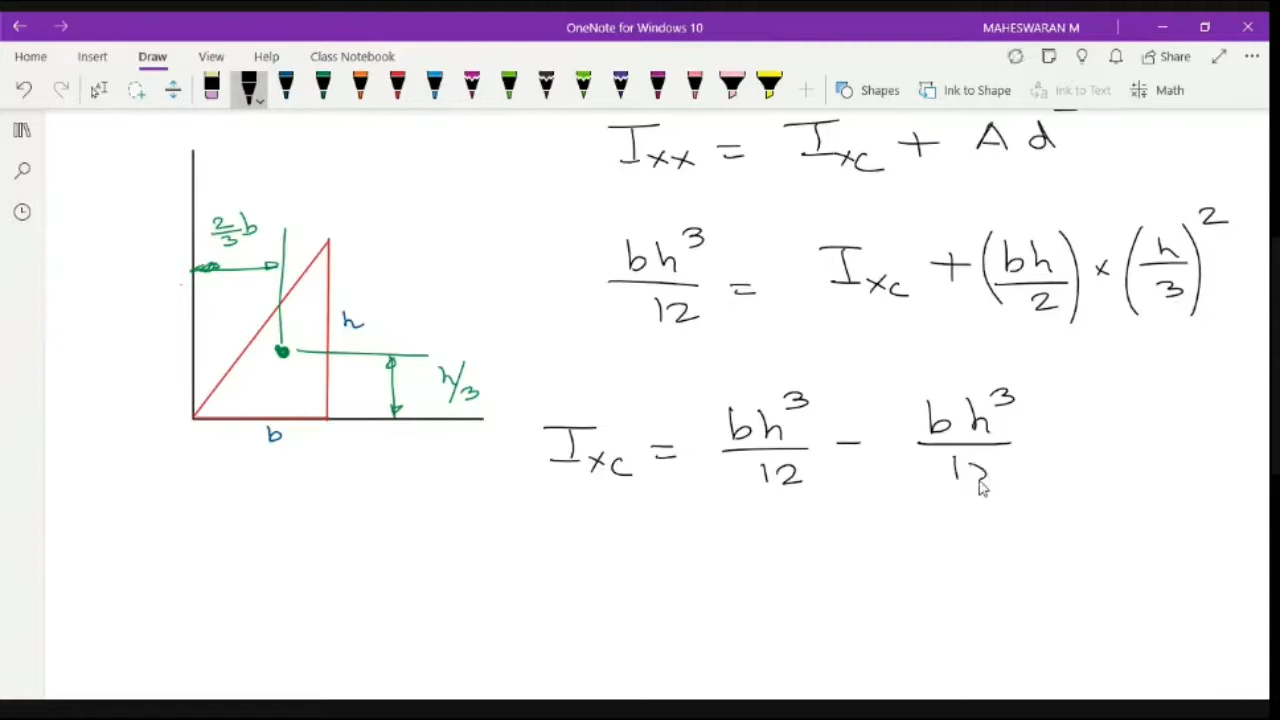 OneNote for Windows 10
MAHESWARAN M
Home Insert Draw View Help Class Notebook
Share
Shapes Ink to Shape Ink to Text Math
Ixx = Ixc + Ad
2/3 b
h
h/3
b
bh³/12 = Ixc + (bh/2) × (h/3)²
Ixc = bh³/12 - bh³/